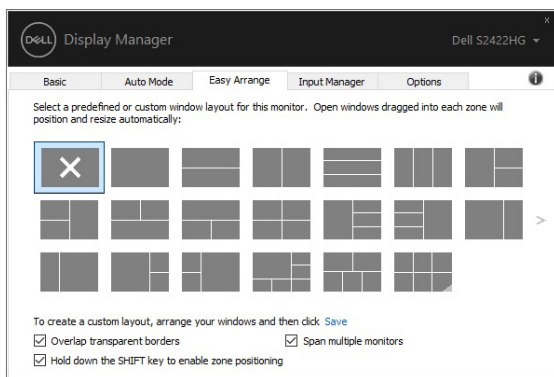 x
DELL Display Manager
Dell S2422HG
Basic Auto Mode Easy Arrange Input Manager Options i
Select a predefined or custom window layout for this monitor. Open windows dragged into each zone will
position and resize automatically:
>
To create a custom layout, arrange your windows and then click Save
Overlap transparent borders
Span multiple monitors
Hold down the SHIFT key to enable zone positioning